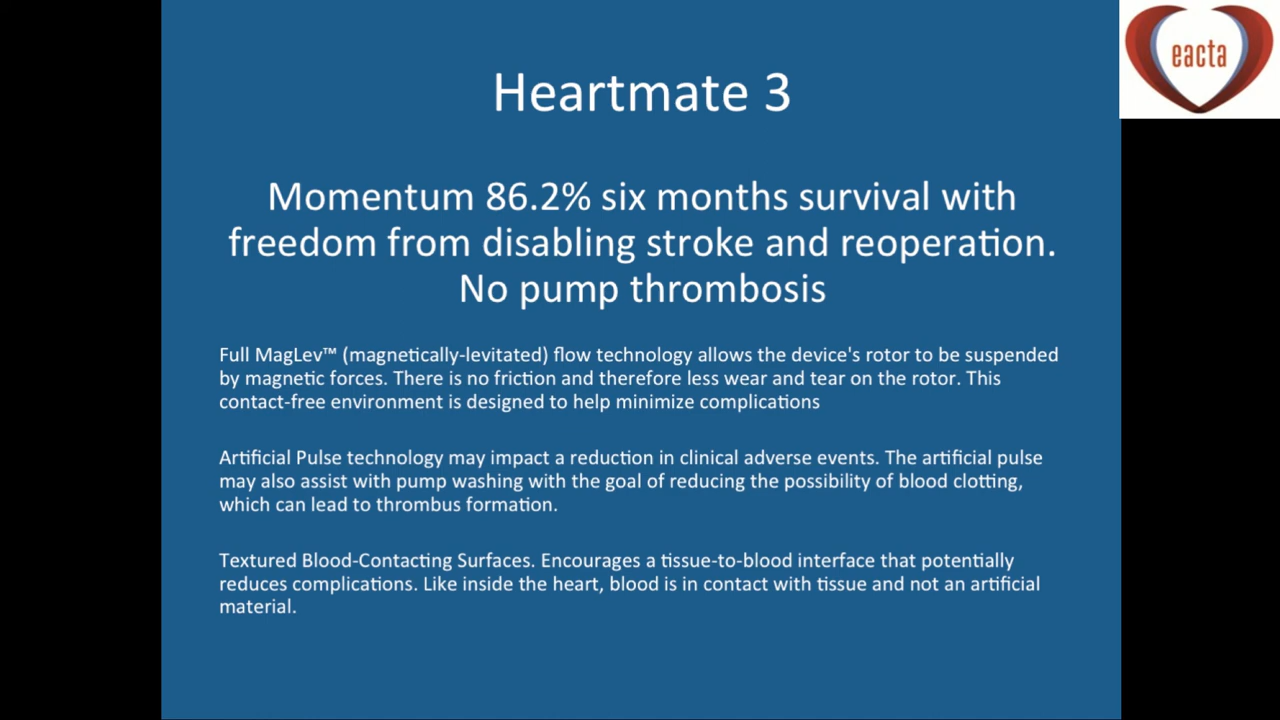 eacta
Heartmate 3
Momentum 86.2% six months survival with
freedom from disabling stroke and reoperation.
No pump thrombosis
Full MagLev™ (magnetically-levitated) flow technology allows the device's rotor to be suspended
by magnetic forces. There is no friction and therefore less wear and tear on the rotor. This
contact-free environment is designed to help minimize complications
Artificial Pulse technology may impact a reduction in clinical adverse events. The artificial pulse
may also assist with pump washing with the goal of reducing the possibility of blood clotting,
which can lead to thrombus formation.
Textured Blood-Contacting Surfaces. Encourages a tissue-to-blood interface that potentially
reduces complications. Like inside the heart, blood is in contact with tissue and not an artificial
material.